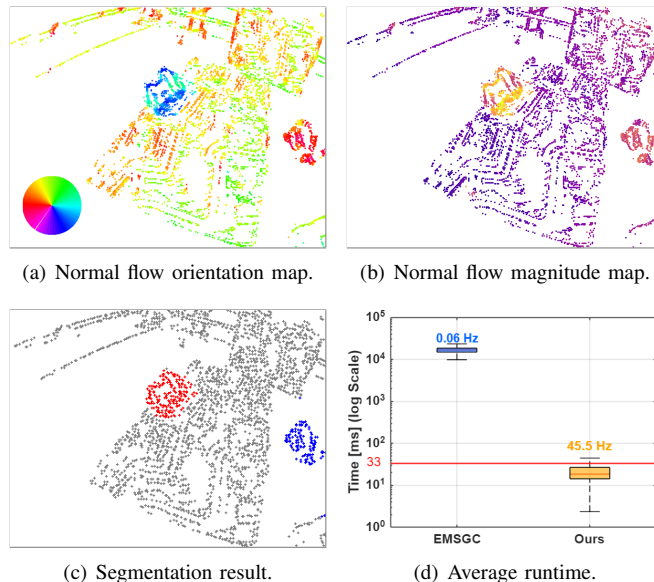 (a) Normal flow orientation map.
(b) Normal flow magnitude map.
(c) Segmentation result.
Time [ms] (log Scale)
10^5
10^4
10^3
10^2
33
10^1
10^0
0.06 Hz
45.5 Hz
EMSGC
Ours
(d) Average runtime.